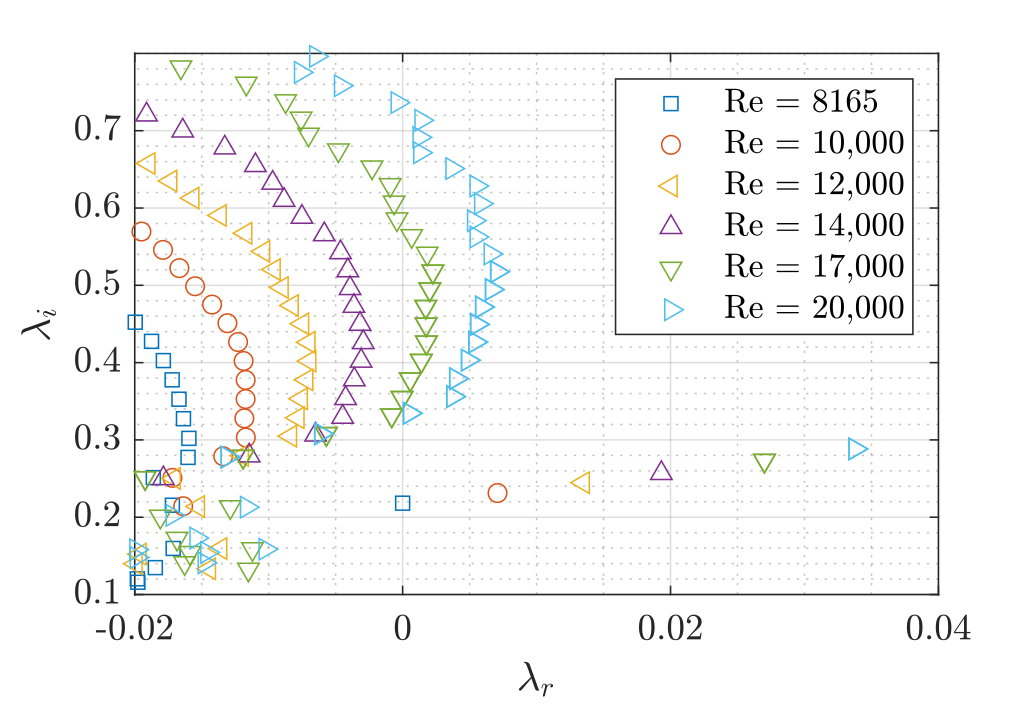 Re = 8165
Re = 10,000
Re = 12,000
Re = 14,000
Re = 17,000
Re = 20,000
0.7
0.6
0.5
0.4
0.3
0.2
0.1
λi
-0.02 0 0.02 0.04
λr